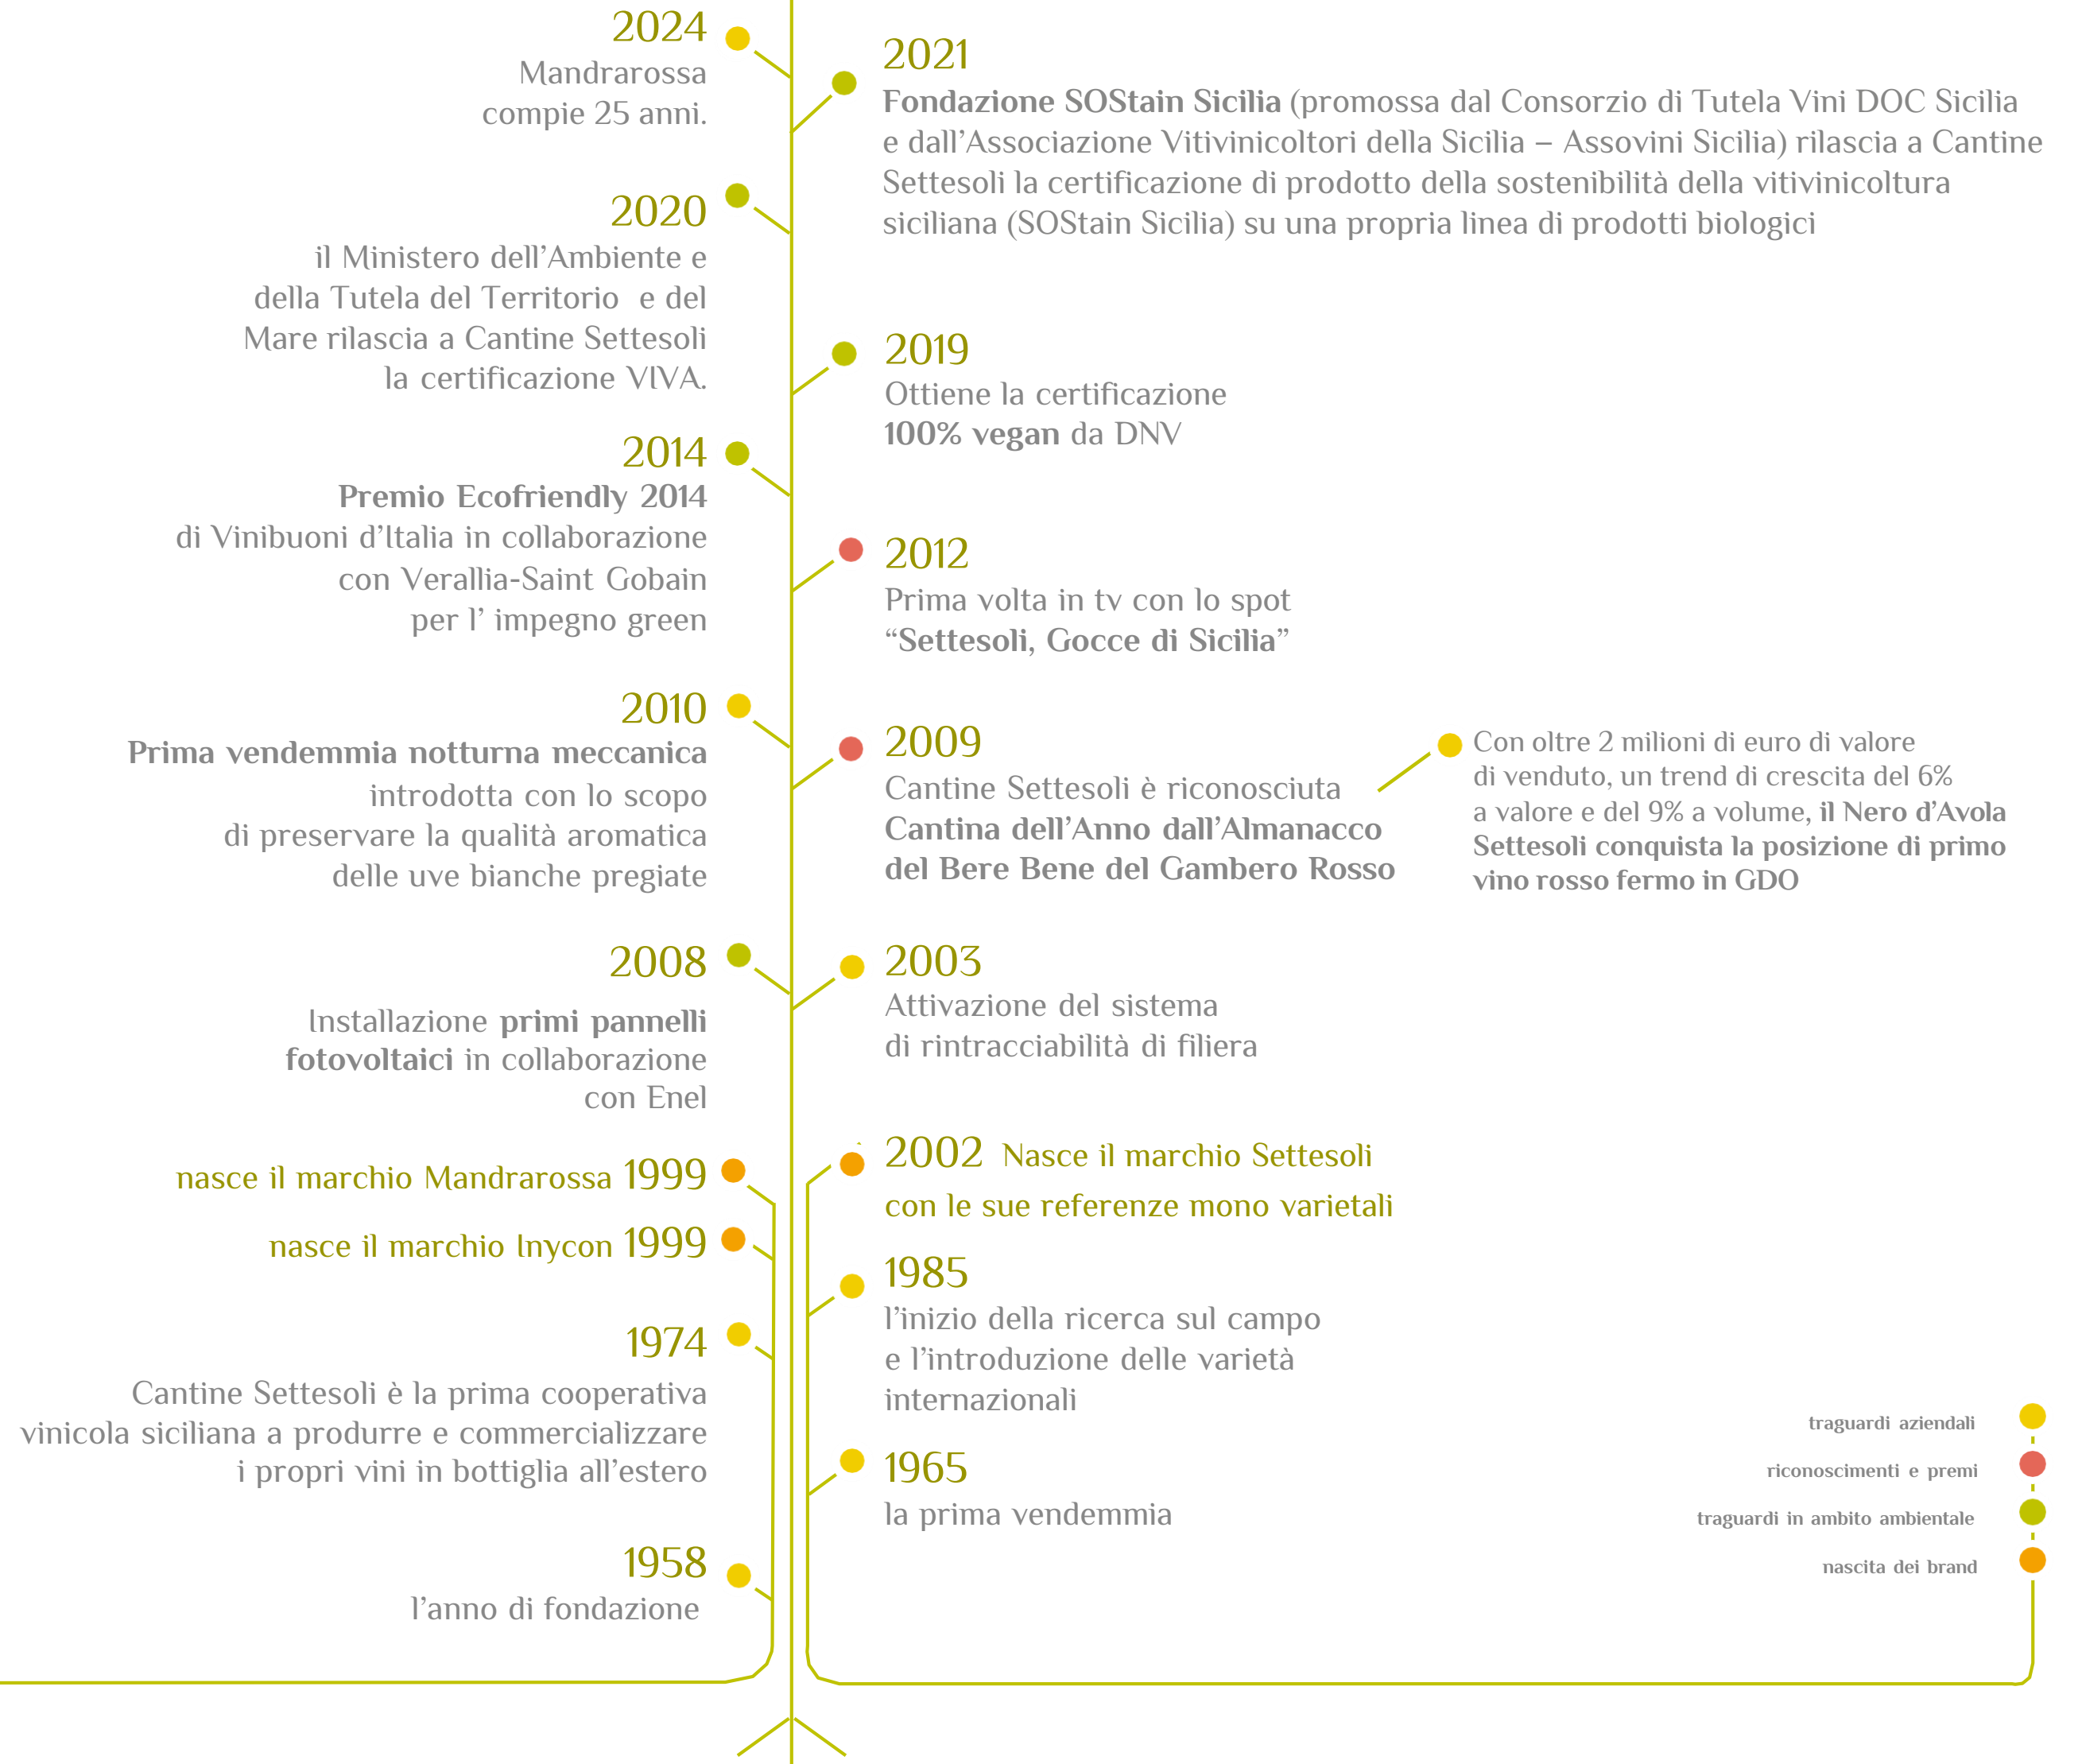 2024
Mandrarossa
compie 25 anni.
2021
Fondazione SOStain Sicilia (promossa dal Consorzio di Tutela Vini DOC Sicilia
e dall’Associazione Vitivinicoltori della Sicilia – Assovini Sicilia) rilascia a Cantine
Settesoli la certificazione di prodotto della sostenibilità della vitivinicoltura
siciliana (SOStain Sicilia) su una propria linea di prodotti biologici
2020
il Ministero dell’Ambiente e
della Tutela del Territorio e del
Mare rilascia a Cantine Settesoli
la certificazione VIVA.
2019
Ottiene la certificazione
100% vegan da DNV
2014
Premio Ecofriendly 2014
di Vinibuoni d’Italia in collaborazione
con Verallia-Saint Gobain
per l’ impegno green
2012
Prima volta in tv con lo spot
“Settesoli, Gocce di Sicilia”
2010
Prima vendemmia notturna meccanica
introdotta con lo scopo
di preservare la qualità aromatica
delle uve bianche pregiate
2009
Cantine Settesoli è riconosciuta
Cantina dell’Anno dall’Almanacco
del Bere Bene del Gambero Rosso
Con oltre 2 milioni di euro di valore
di venduto, un trend di crescita del 6%
a valore e del 9% a volume, il Nero d’Avola
Settesoli conquista la posizione di primo
vino rosso fermo in GDO
2008
Installazione primi pannelli
fotovoltaici in collaborazione
con Enel
2003
Attivazione del sistema
di rintracciabilità di filiera
2002 Nasce il marchio Settesoli
con le sue referenze mono varietali
nasce il marchio Mandrarossa 1999
nasce il marchio Inycon 1999
1985
l’inizio della ricerca sul campo
e l’introduzione delle varietà
internazionali
1974
Cantine Settesoli è la prima cooperativa
vinicola siciliana a produrre e commercializzare
i propri vini in bottiglia all’estero
1965
la prima vendemmia
1958
l’anno di fondazione
traguardi aziendali
riconoscimenti e premi
traguardi in ambito ambientale
nascita dei brand